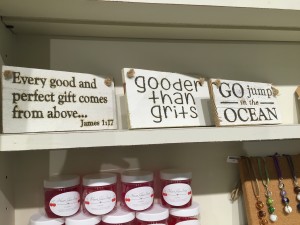 Every good and
perfect gift comes
from above...
James 1:17
gooder
than
grits
GO jump
in the
OCEAN